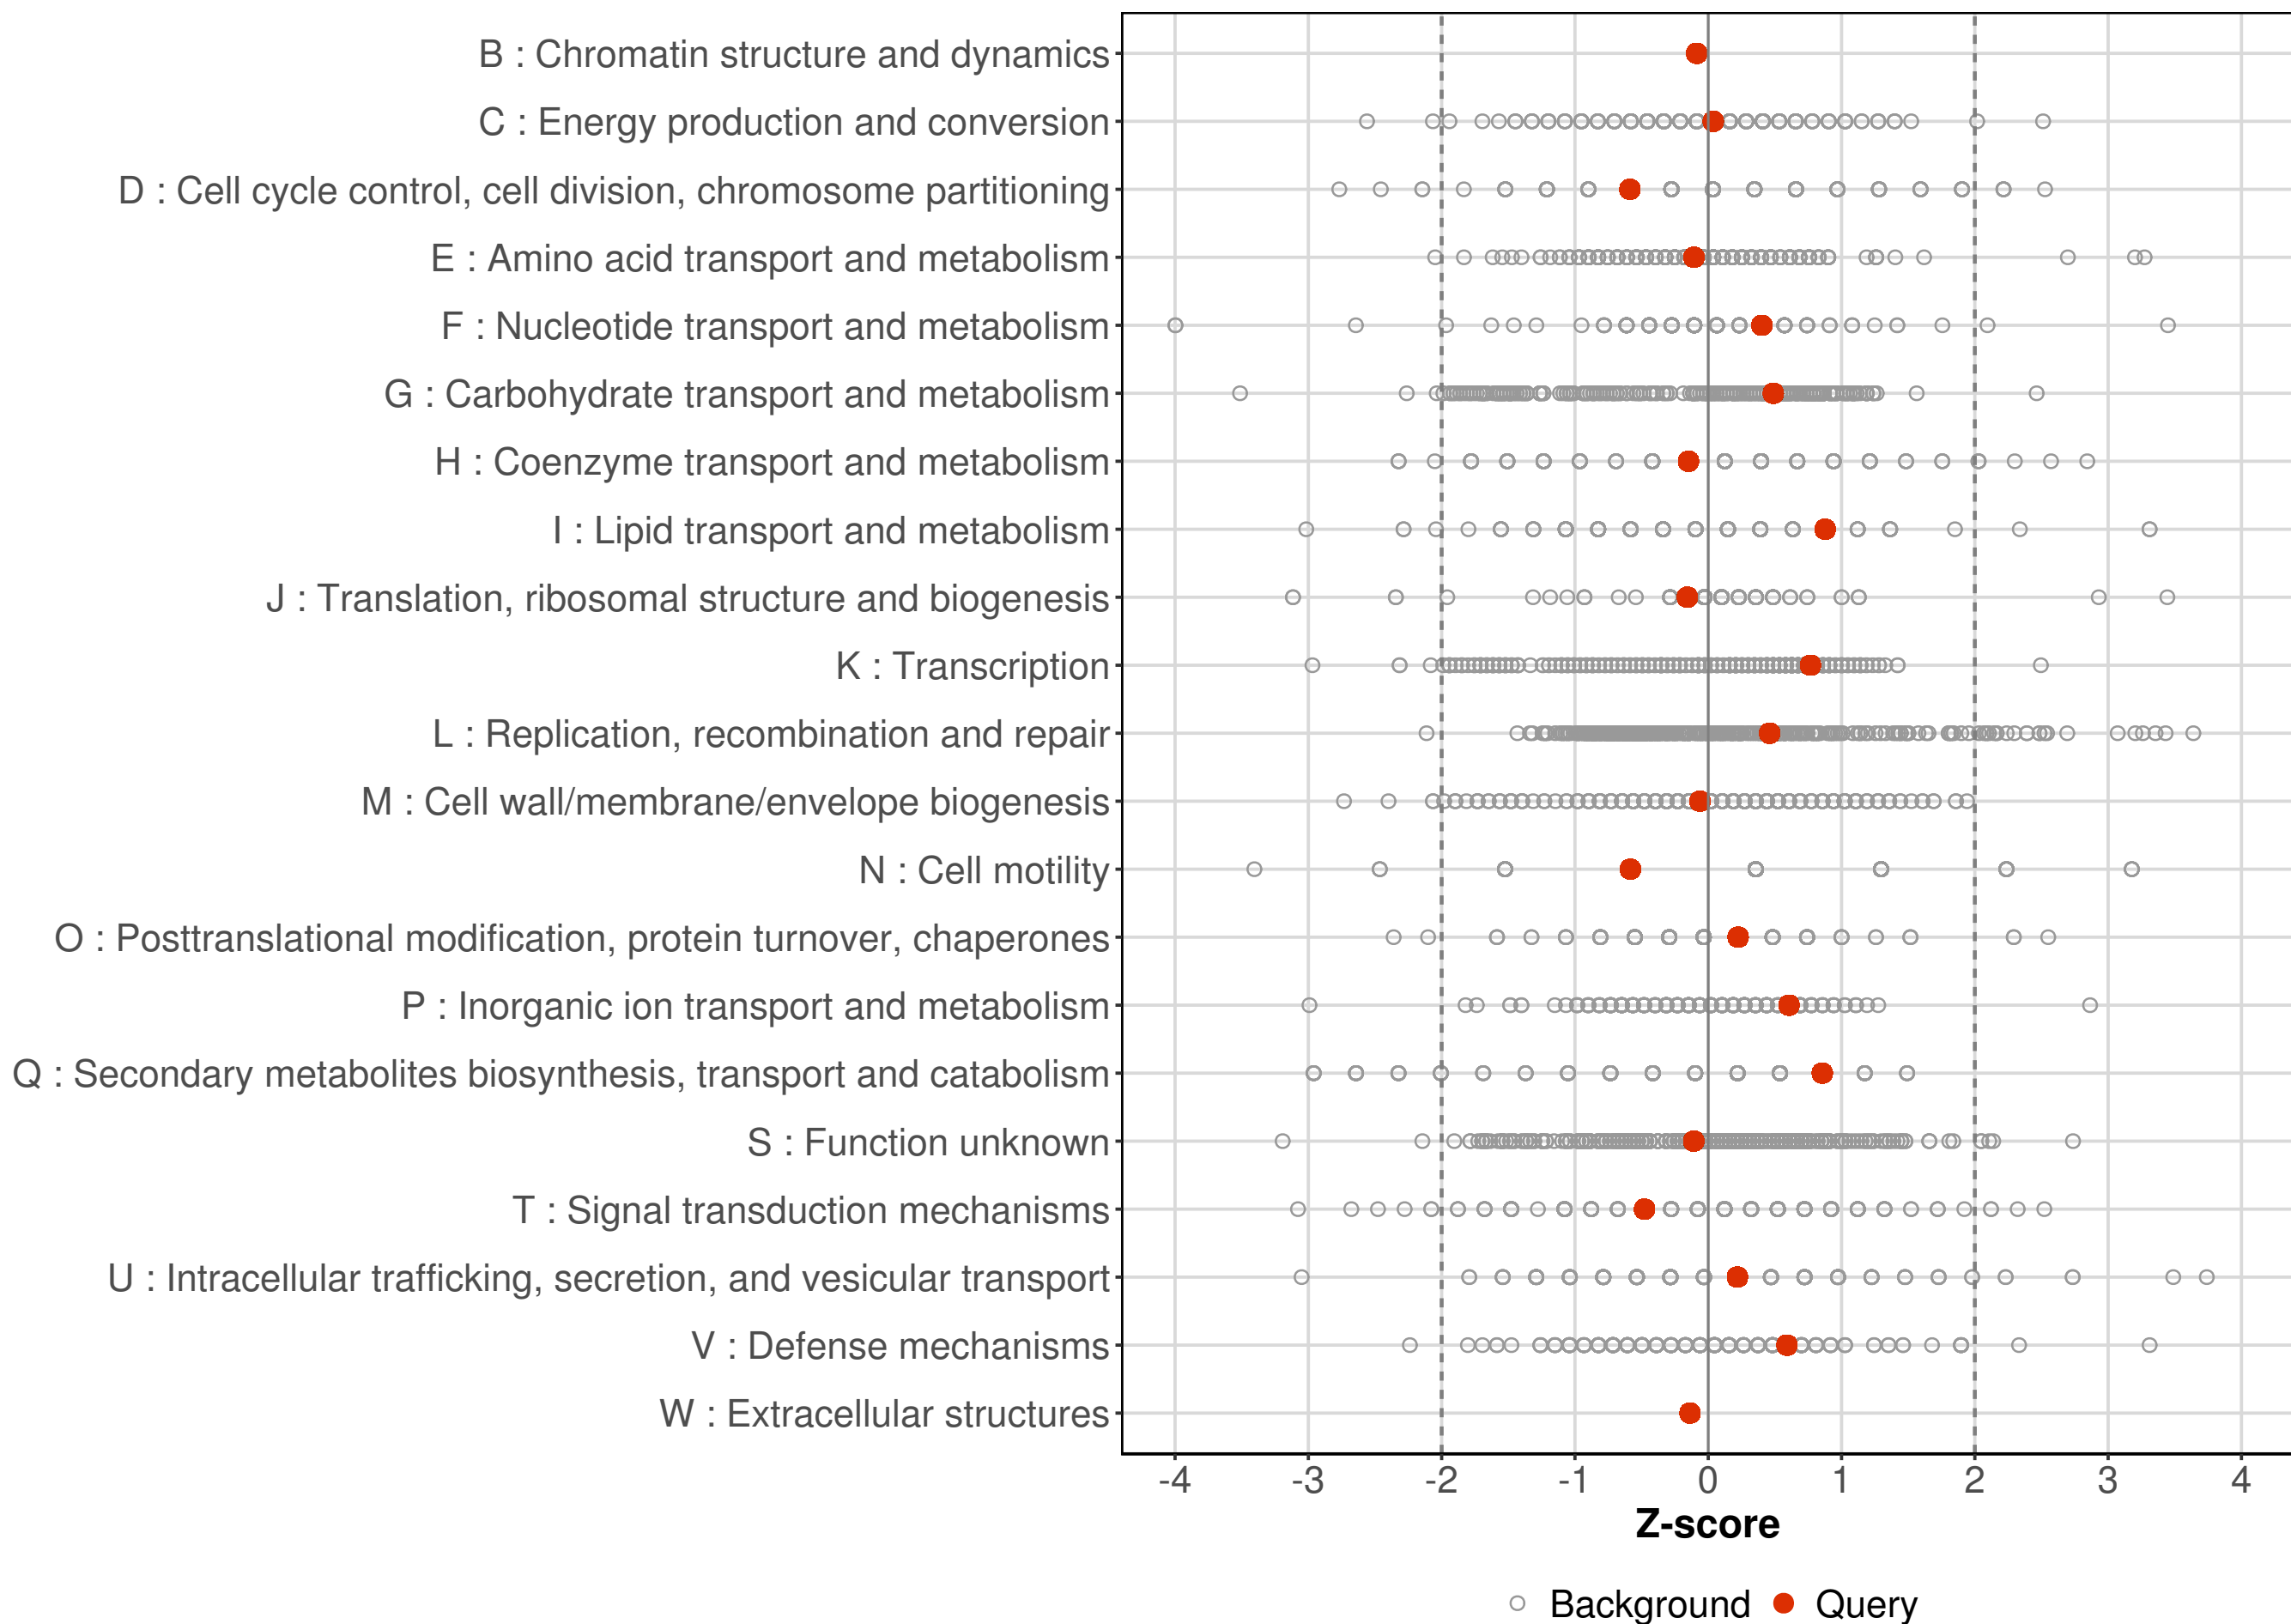 B : Chromatin structure and dynamics
C : Energy production and conversion
D : Cell cycle control, cell division, chromosome partitioning
E : Amino acid transport and metabolism
F : Nucleotide transport and metabolism
G : Carbohydrate transport and metabolism
H : Coenzyme transport and metabolism
I : Lipid transport and metabolism
J : Translation, ribosomal structure and biogenesis
K : Transcription
L : Replication, recombination and repair
M : Cell wall/membrane/envelope biogenesis
N : Cell motility
O : Posttranslational modification, protein turnover, chaperones
P : Inorganic ion transport and metabolism
Q : Secondary metabolites biosynthesis, transport and catabolism
S : Function unknown
T : Signal transduction mechanisms
U : Intracellular trafficking, secretion, and vesicular transport
V : Defense mechanisms
W : Extracellular structures
-4 -3 -2 -1 0 1 2 3 4
Z-score
Background Query